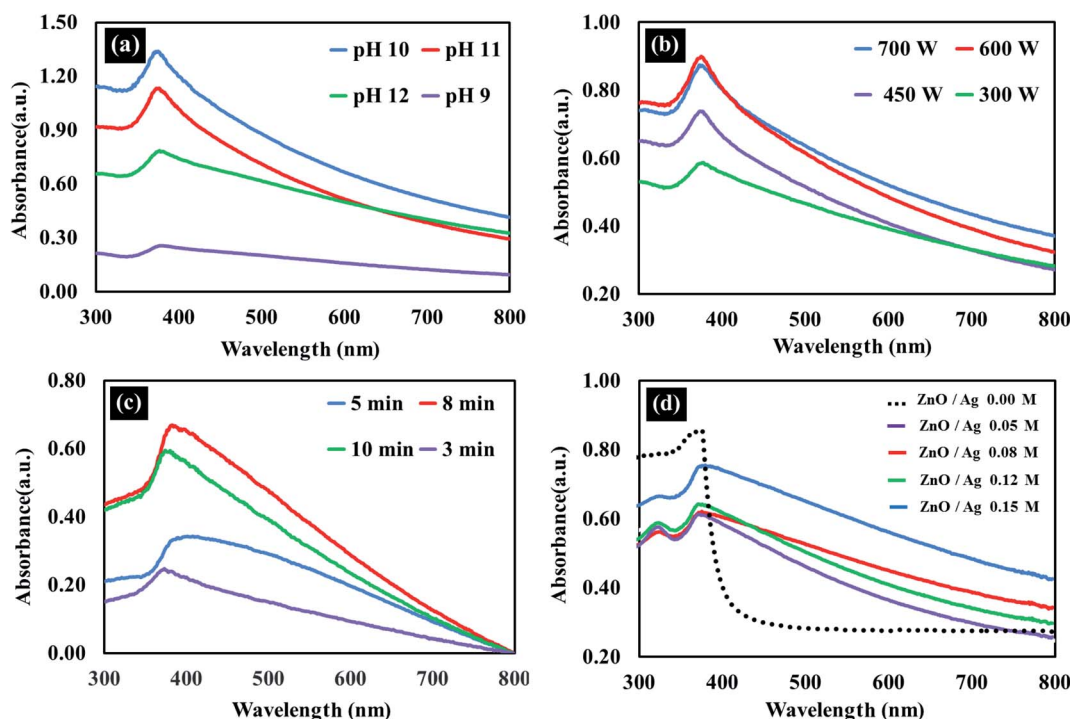 (a)
pH 10 pH 11
pH 12 pH 9
1.50
1.20
0.90
0.60
0.30
0.00
Absorbance(a.u.)
300 400 500 600 700 800
Wavelength (nm)
(b)
700 W 600 W
450 W 300 W
1.00
0.80
0.60
0.40
0.20
Absorbance(a.u.)
300 400 500 600 700 800
Wavelength (nm)
(c)
5 min 8 min
10 min 3 min
0.80
0.60
0.40
0.20
0.00
Absorbance(a.u.)
300 400 500 600 700 800
Wavelength (nm)
(d)
ZnO / Ag 0.00 M
ZnO / Ag 0.05 M
ZnO / Ag 0.08 M
ZnO / Ag 0.12 M
ZnO / Ag 0.15 M
1.00
0.80
0.60
0.40
0.20
Absorbance(a.u.)
300 400 500 600 700 800
Wavelength (nm)